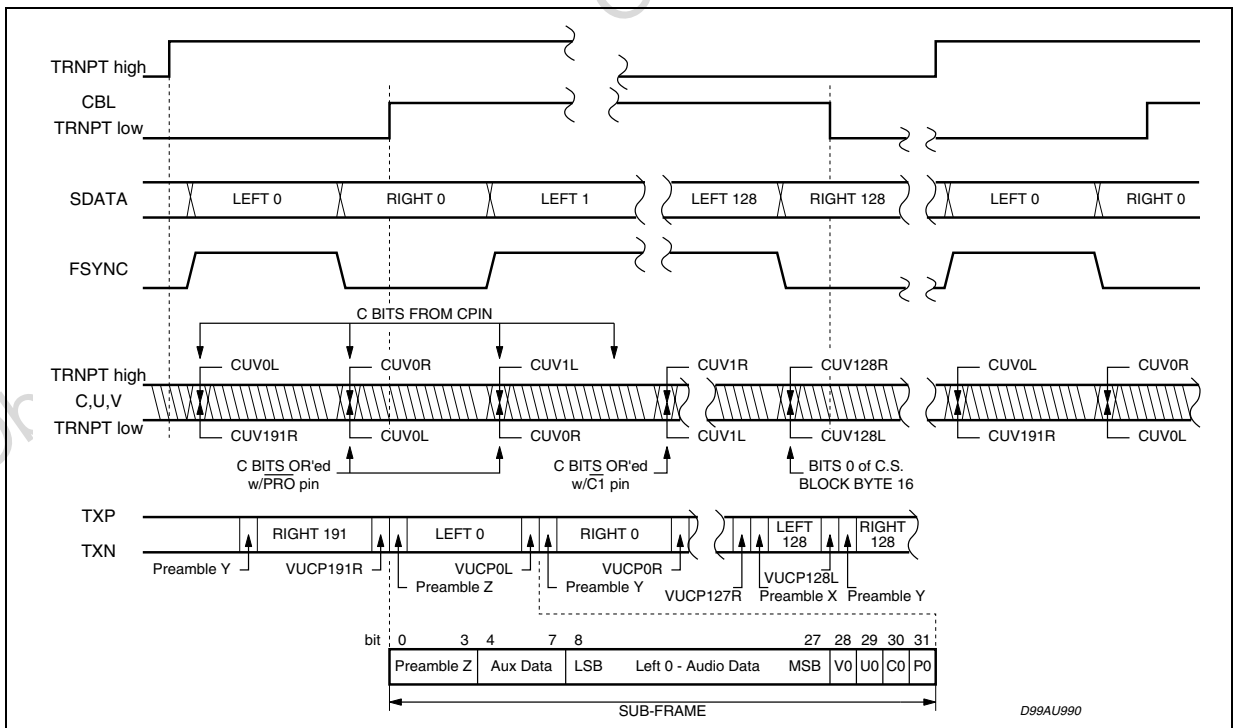 TRNPT high
CBL
TRNPT low
SDATA
LEFT 0
RIGHT 0
LEFT 1
LEFT 128
RIGHT 128
LEFT 0
RIGHT 0
FSYNC
C BITS FROM CPIN
CUV0L
CUV0R
CUV1L
CUV1R
CUV128R
CUV0L
CUV0R
TRNPT high
C,U,V
TRNPT low
CUV191R
CUV0L
CUV0R
CUV1L
CUV128L
CUV191R
CUV0L
C BITS OR'ed
w/PRO pin
C BITS OR'ed
w/C1 pin
BITS 0 of C.S.
BLOCK BYTE 16
TXP
TXN
RIGHT 191
LEFT 0
RIGHT 0
LEFT
128
RIGHT
128
Preamble Y
VUCP191R
Preamble Z
VUCP0L
Preamble Y
VUCP0R
VUCP127R
VUCP128L
Preamble X
Preamble Y
bit 0 3 4 7 8 27 28 29 30 31
Preamble Z Aux Data LSB Left 0 - Audio Data MSB V0 U0 C0 P0
SUB-FRAME
D99AU990